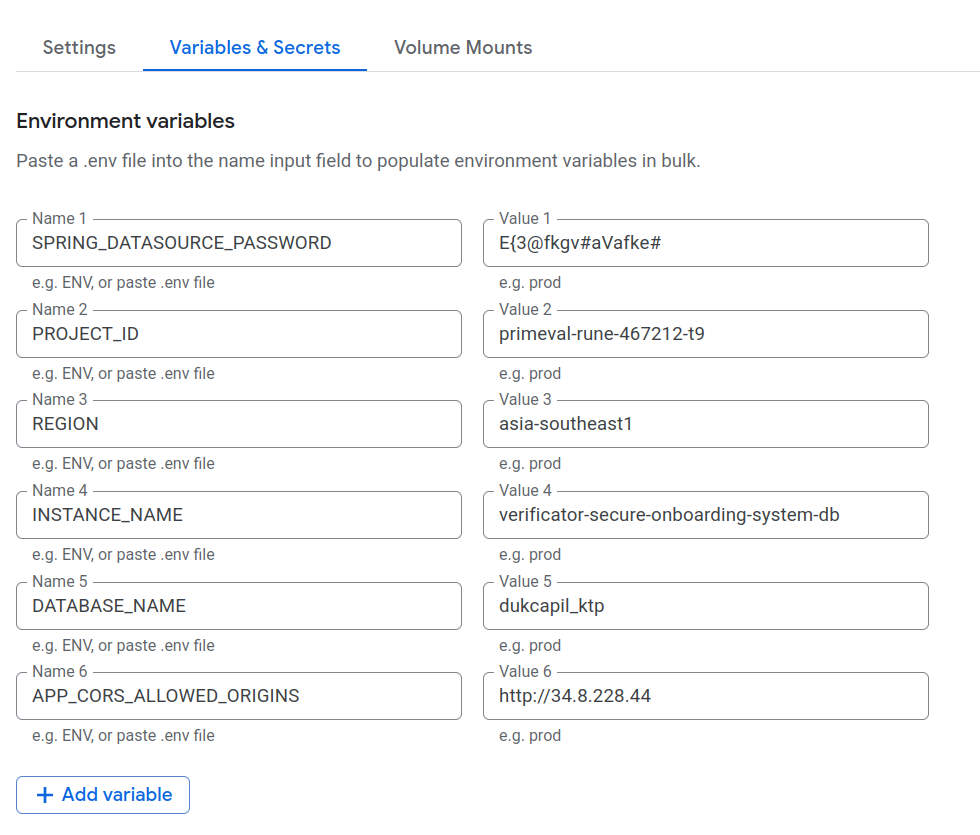 Settings Variables & Secrets Volume Mounts
Environment variables
Paste a .env file into the name input field to populate environment variables in bulk.
Name 1 Value 1
SPRING_DATASOURCE_PASSWORD E{3@fkgv#aVafke#
e.g. ENV, or paste .env file e.g. prod
Name 2 Value 2
PROJECT_ID primeval-rune-467212-t9
e.g. ENV, or paste .env file e.g. prod
Name 3 Value 3
REGION asia-southeast1
e.g. ENV, or paste .env file e.g. prod
Name 4 Value 4
INSTANCE_NAME verificator-secure-onboarding-system-db
e.g. ENV, or paste .env file e.g. prod
Name 5 Value 5
DATABASE_NAME dukcapil_ktp
e.g. ENV, or paste .env file e.g. prod
Name 6 Value 6
APP_CORS_ALLOWED_ORIGINS http://34.8.228.44
e.g. ENV, or paste .env file e.g. prod
+ Add variable